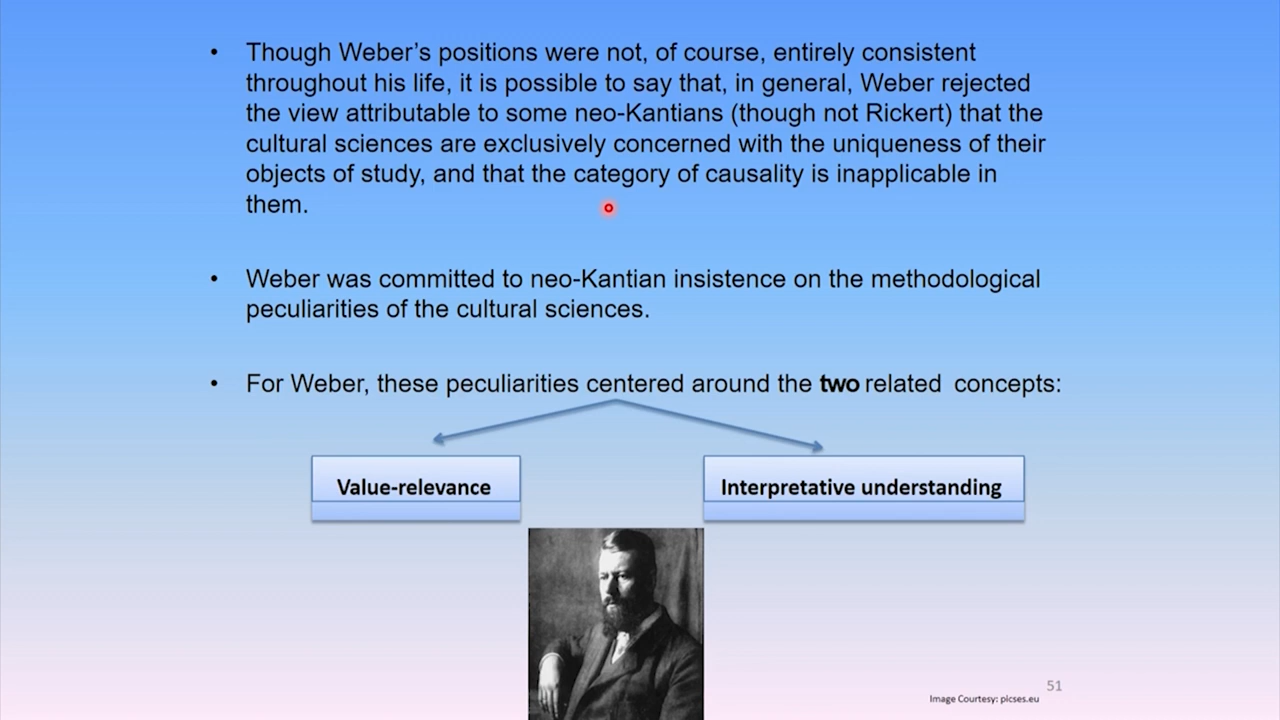 • Though Weber's positions were not, of course, entirely consistent
throughout his life, it is possible to say that, in general, Weber rejected
the view attributable to some neo-Kantians (though not Rickert) that the
cultural sciences are exclusively concerned with the uniqueness of their
objects of study, and that the category of causality is inapplicable in
them.
• Weber was committed to neo-Kantian insistence on the methodological
peculiarities of the cultural sciences.
• For Weber, these peculiarities centered around the two related concepts:
Value-relevance
Interpretative understanding
51
Image Courtesy: picses.eu